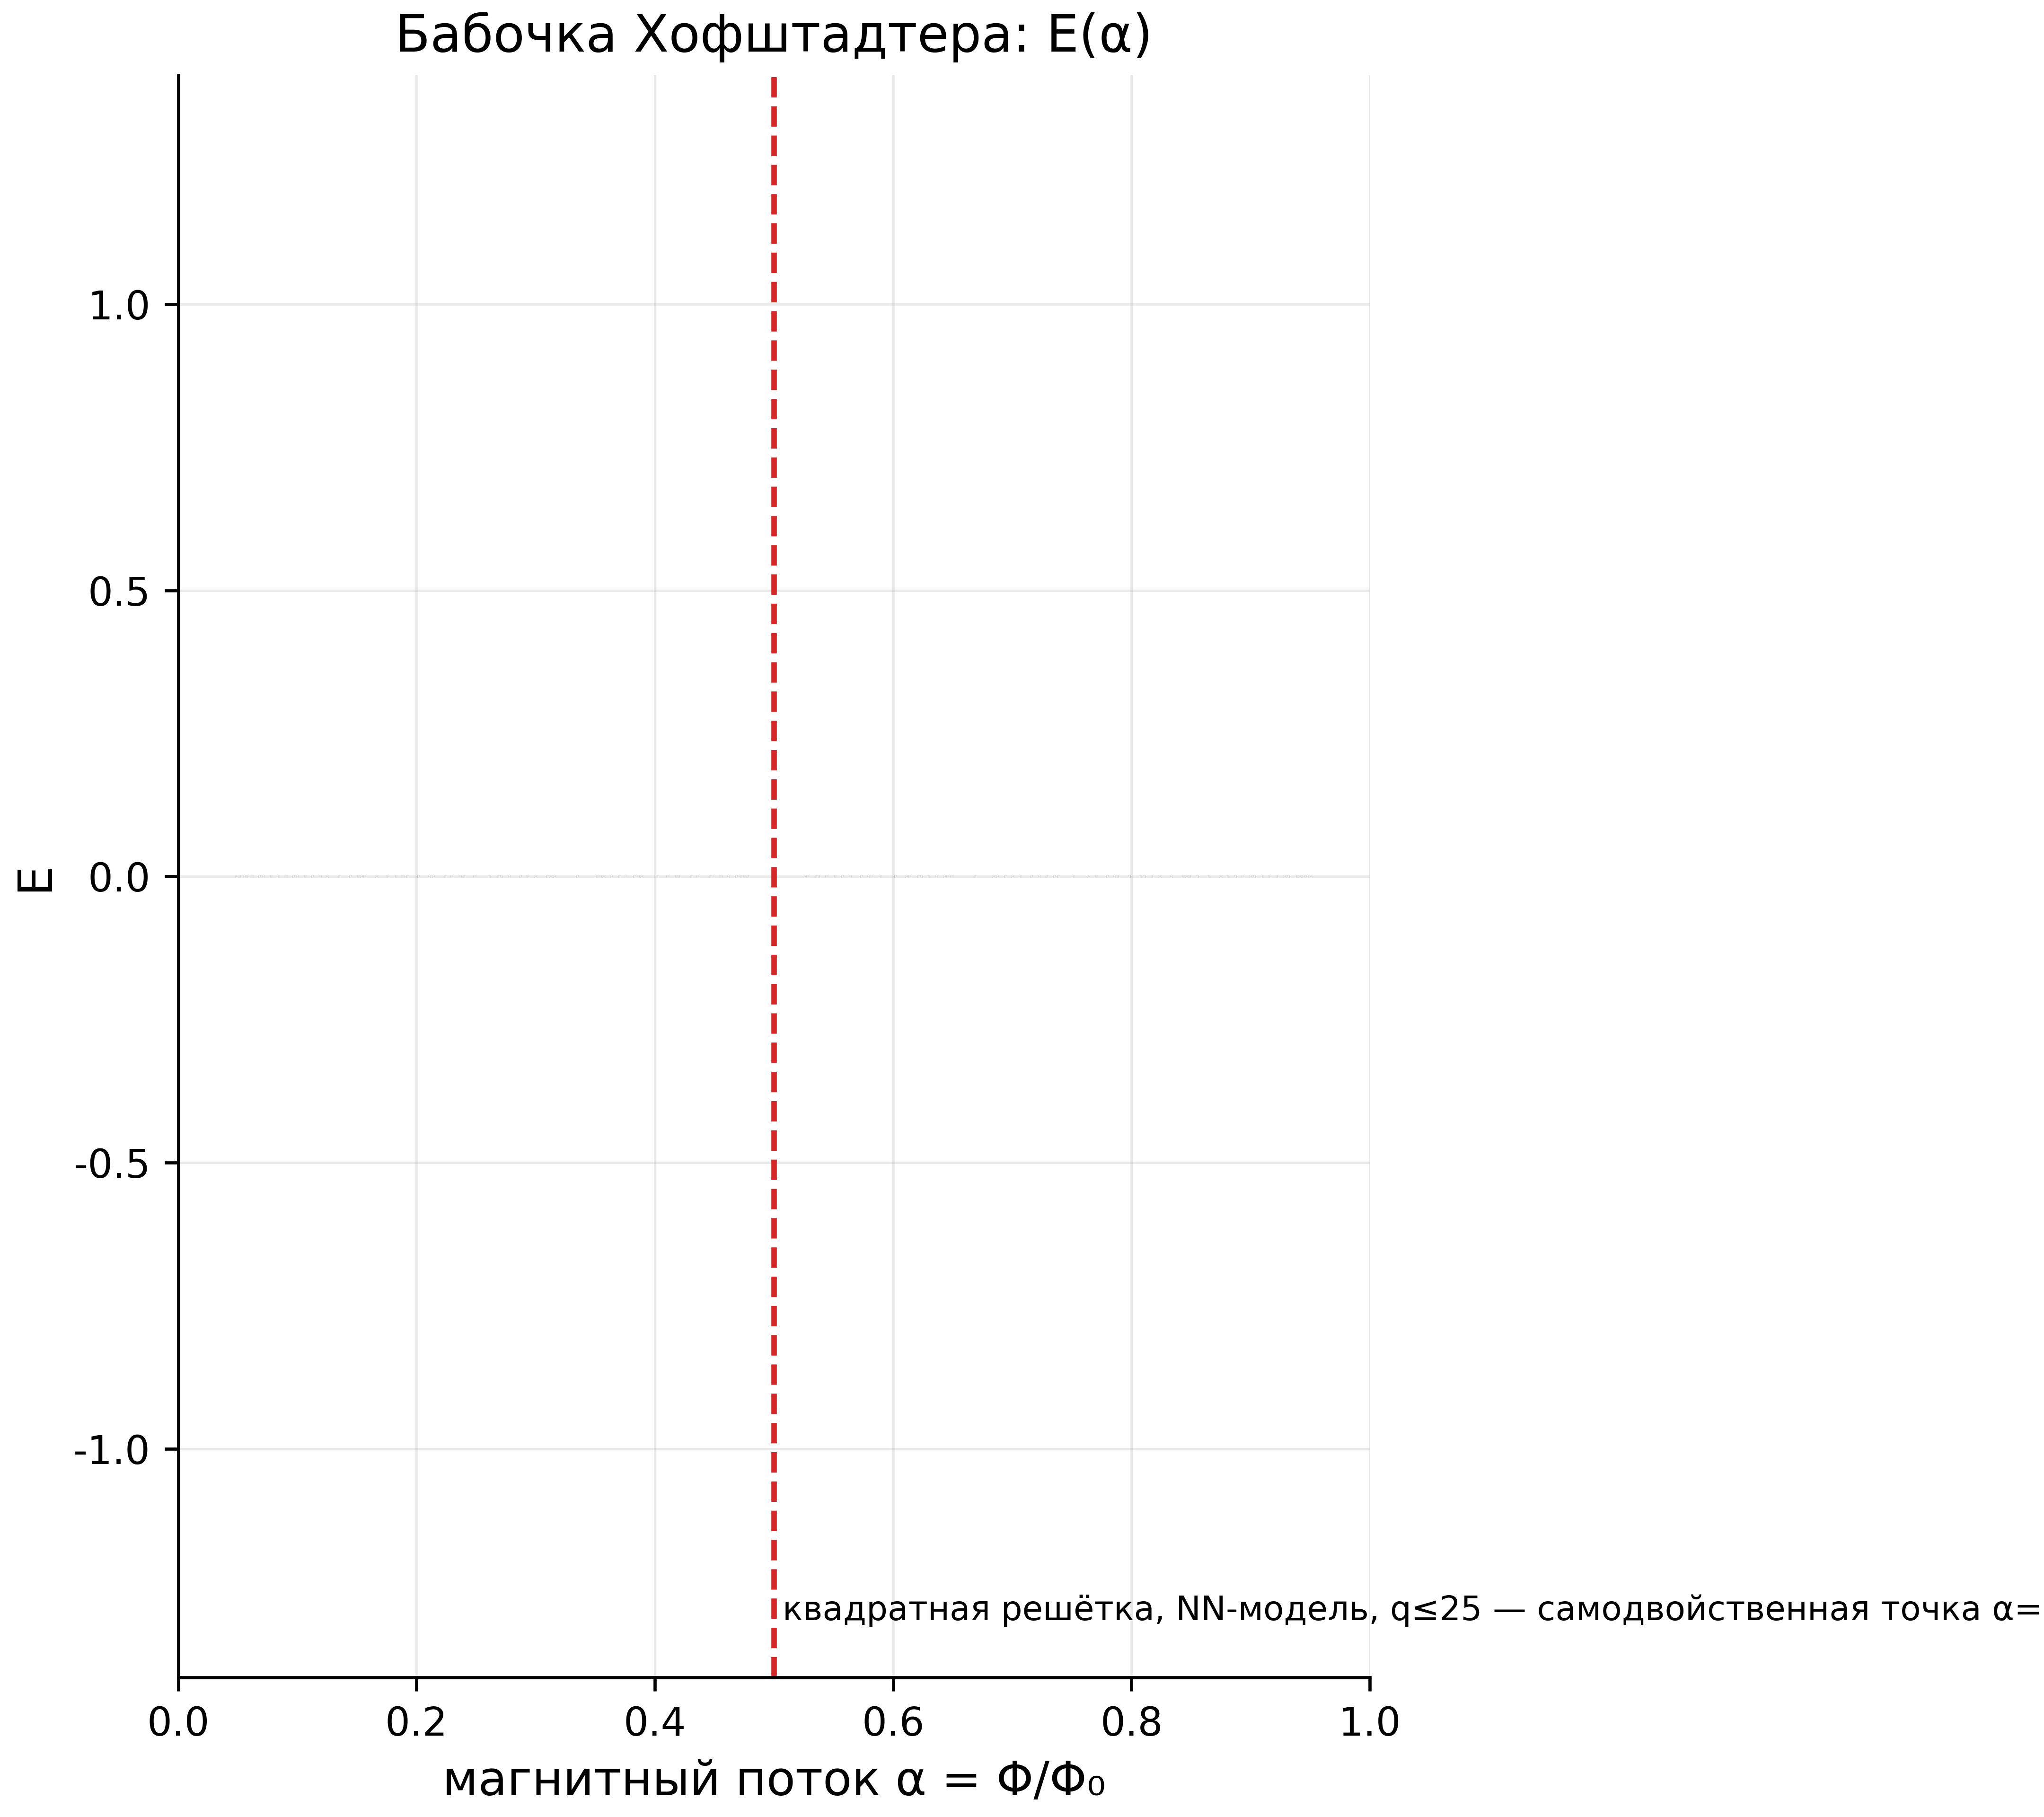 Бабочка Хофштадтера: E(α)
1.0
0.5
0.0
-0.5
-1.0
E
квадратная решётка, NN-модель, q≤25 — самодвойственная точка α=
0.0 0.2 0.4 0.6 0.8 1.0
магнитный поток α = Φ/Φ₀